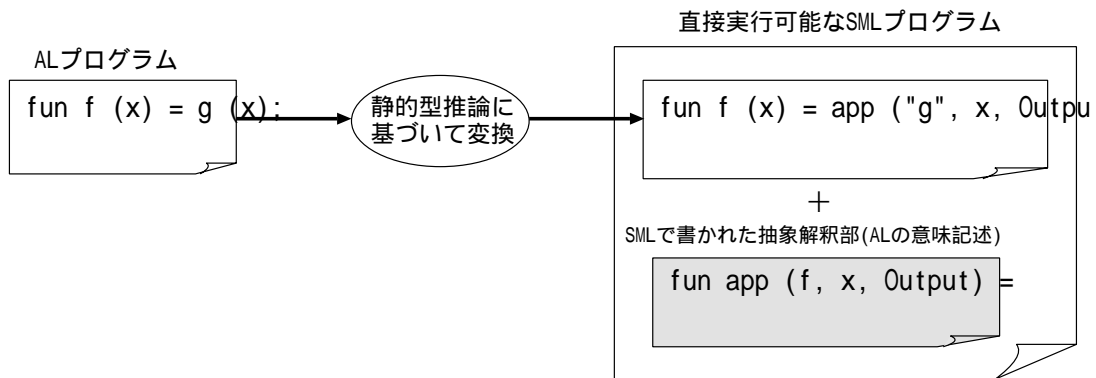 直接実行可能なSMLプログラム
ALプログラム
fun f (x) = g (x);
静的型推論に
基づいて変換
fun f (x) = app ("g", x, Outpu
+
SMLで書かれた抽象解釈部(ALの意味記述)
fun app (f, x, Output) =